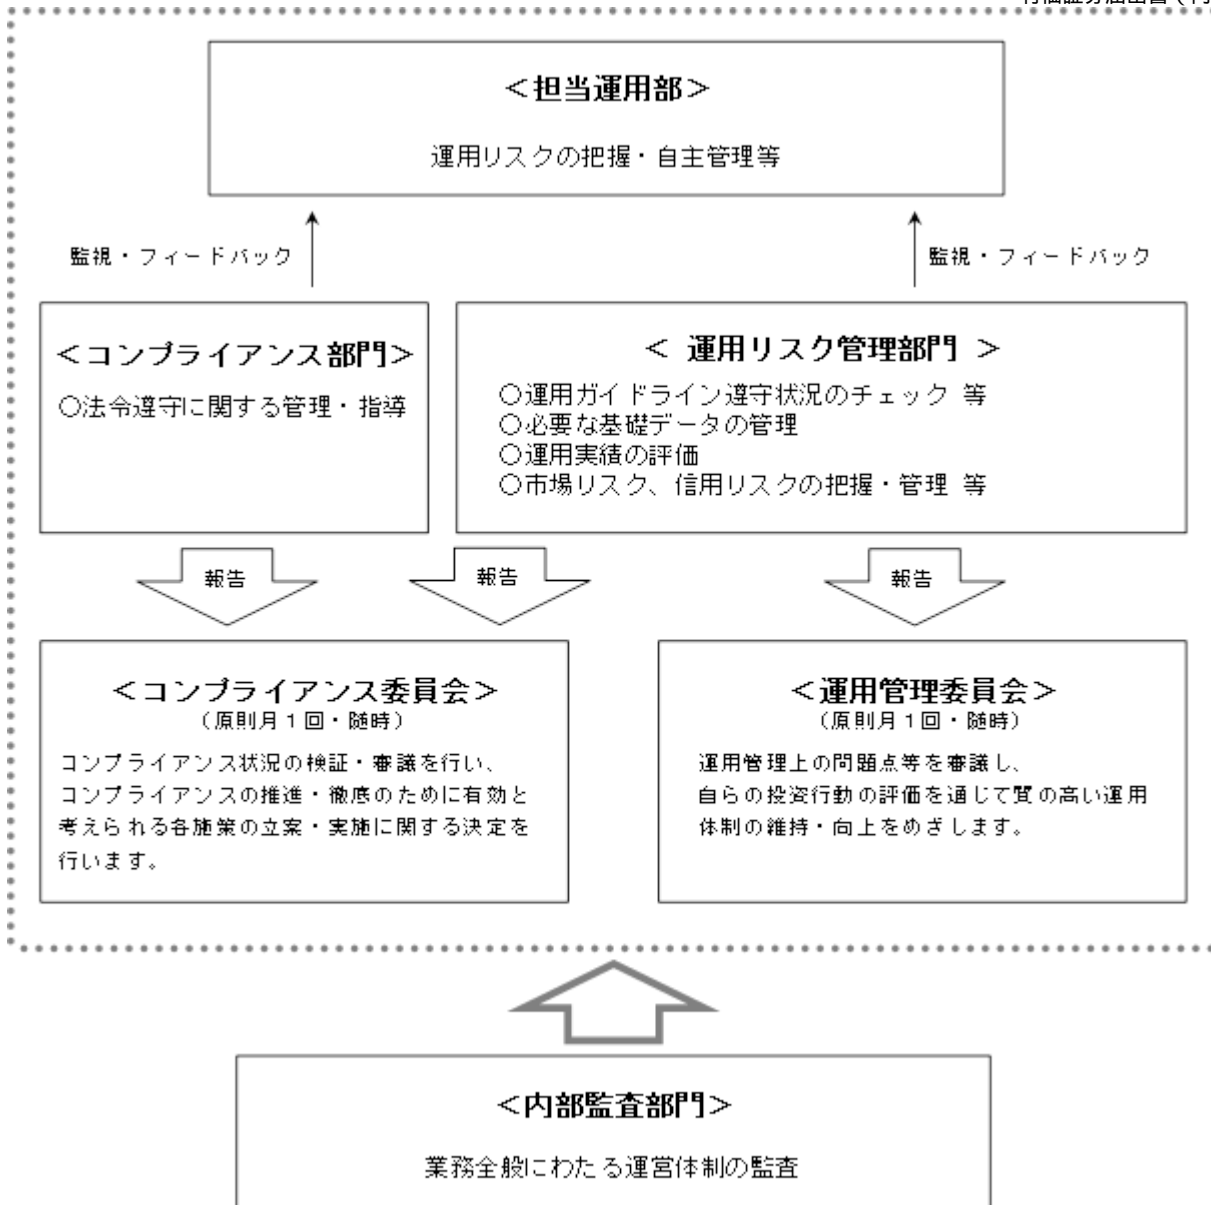 ＜担当運用部＞
運用リスクの把握・自主管理等
監視・フィードバック
監視・フィードバック
＜コンプライアンス部門＞
○法令遵守に関する管理・指導
＜ 運用リスク管理部門 ＞
○運用ガイドライン遵守状況のチェック 等
○必要な基礎データの管理
○運用実績の評価
○市場リスク、信用リスクの把握・管理 等
報告
報告
報告
＜コンプライアンス委員会＞
（原則月１回・随時）
コンプライアンス状況の検証・審議を行い、
コンプライアンスの推進・徹底のために有効と
考えられる各施策の立案・実施に関する決定を
行います。
＜運用管理委員会＞
（原則月１回・随時）
運用管理上の問題点等を審議し、
自らの投資行動の評価を通じて質の高い運用
体制の維持・向上をめざします。
＜内部監査部門＞
業務全般にわたる運営体制の監査